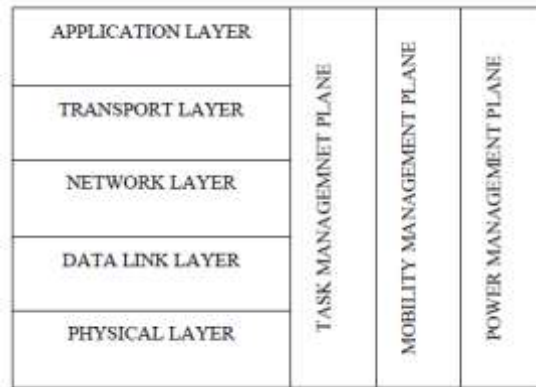 APPLICATION LAYER
TRANSPORT LAYER
NETWORK LAYER
DATA LINK LAYER
PHYSICAL LAYER
TASK MANAGEMNET PLANE
MOBILITY MANAGEMENT PLANE
POWER MANAGEMENT PLANE